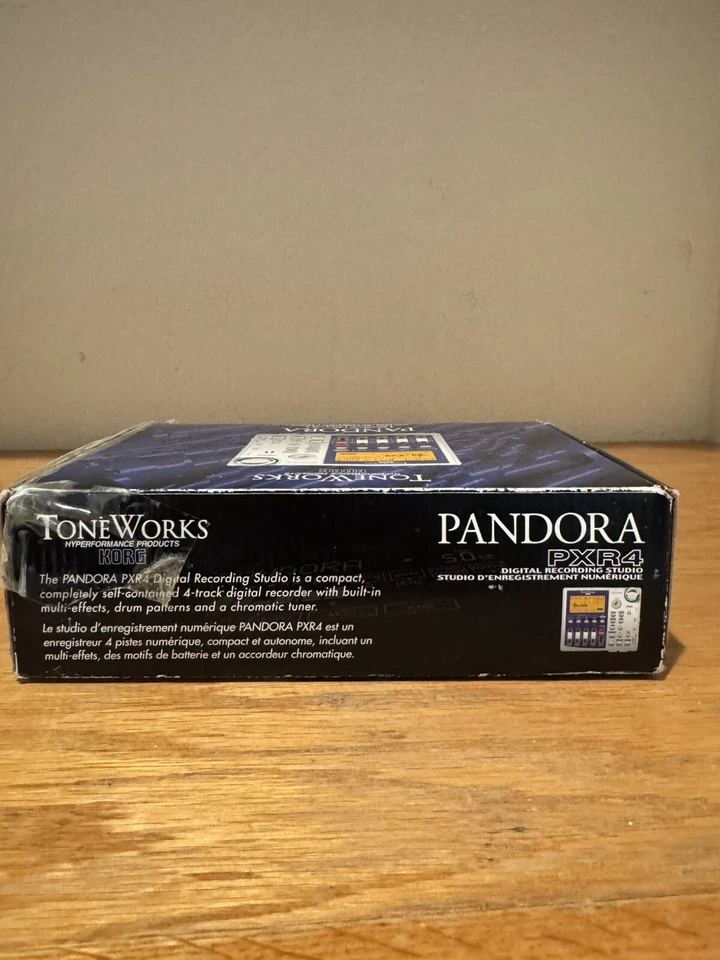 PANDORA
TONEWORKS
TONEWORKS
HYPERFORMANCE PRODUCTS
KORG
The PANDORA PXR4 Digital Recording Studio is a compact,
completely self-contained 4-track digital recorder with built-in
multi-effects, drum patterns and a chromatic tuner.
Le studio d'enregistrement numérique PANDORA PXR4 est un
enregistreur 4 pistes numérique, compact et autonome, incluant un
multi-effets, des motifs de batterie et un accordeur chromatique.
PANDORA
PXR4
DIGITAL RECORDING STUDIO
STUDIO D'ENREGISTREMENT NUMÉRIQUE